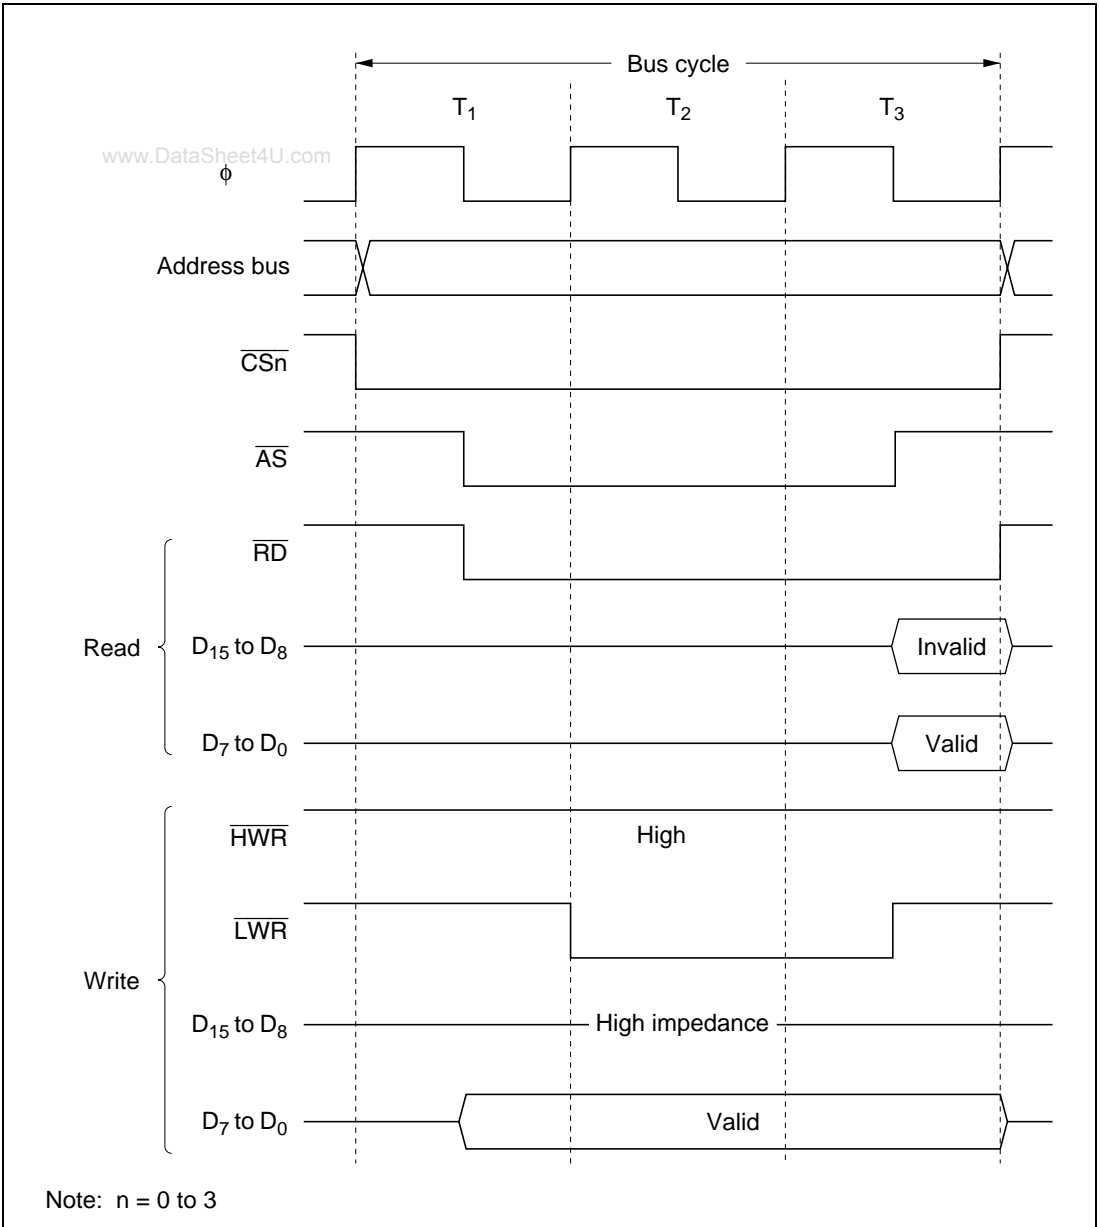 Bus cycle
T1 T2 T3
www.DataSheet4U.com
ϕ
Address bus
CSn
AS
RD
Read
D15 to D8 Invalid
D7 to D0 Valid
HWR High
LWR
Write
D15 to D8 High impedance
D7 to D0 Valid
Note: n = 0 to 3